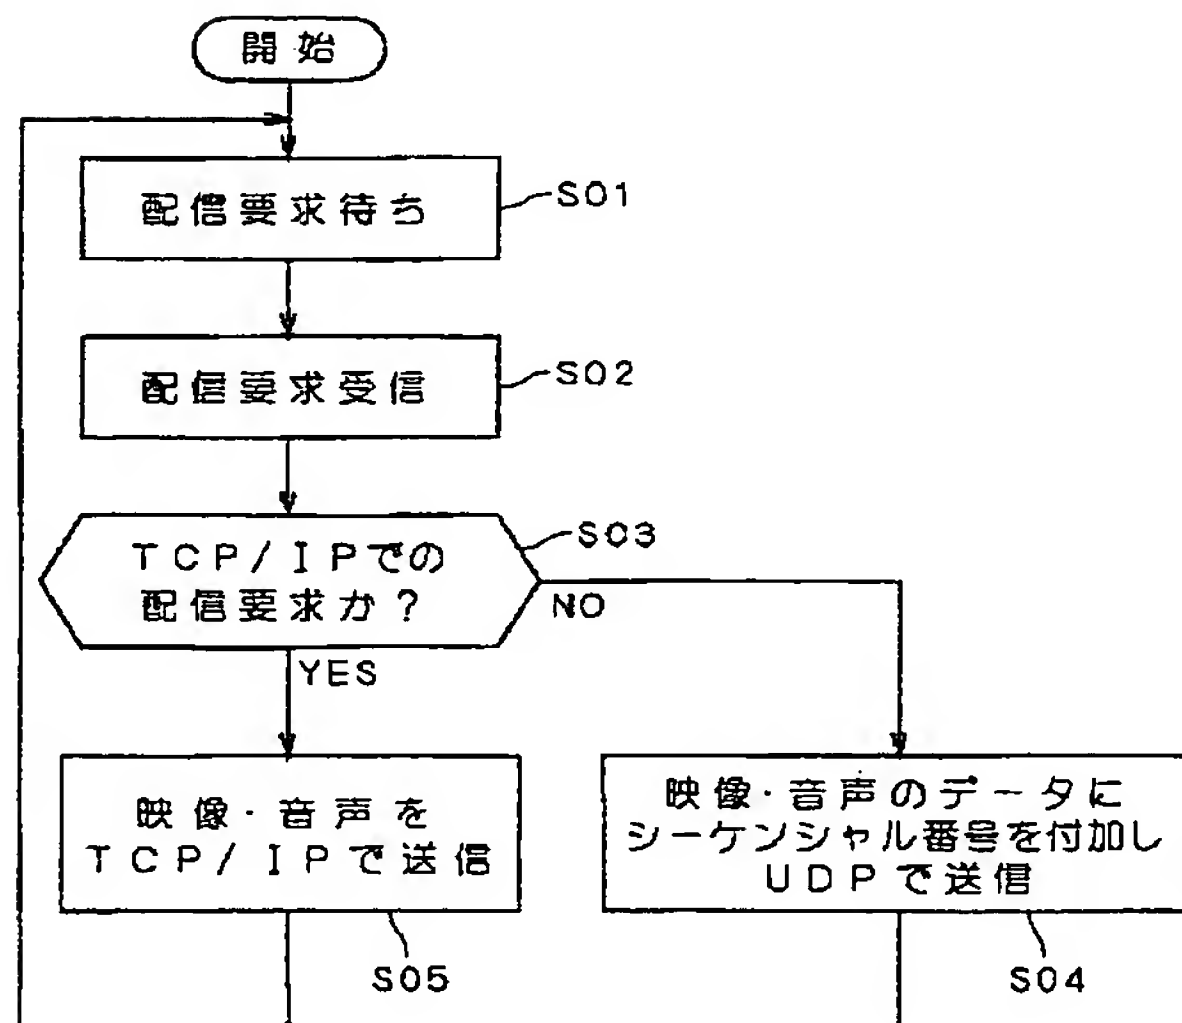 開始
配信要求待ち
S01
配信要求受信
S02
TCP/IPでの
配信要求か?
S03
NO
YES
映像・音声を
TCP/IPで送信
S05
映像・音声のデータに
シーケンシャル番号を付加し
UDPで送信
S04